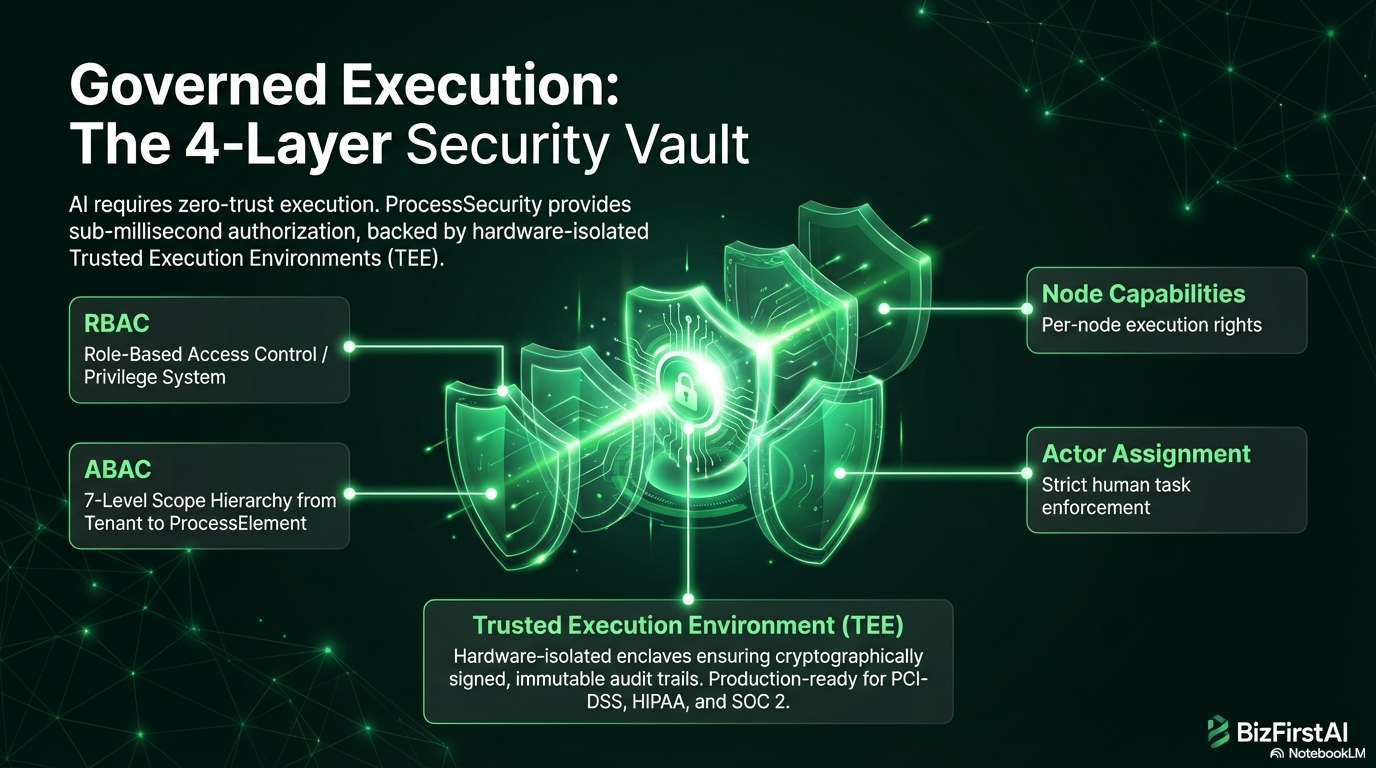 Governed Execution:
The 4-Layer Security Vault
AI requires zero-trust execution. ProcessSecurity provides
sub-millisecond authorization, backed by hardware-isolated
Trusted Execution Environments (TEE).
RBAC
Role-Based Access Control /
Privilege System
ABAC
7-Level Scope Hierarchy from
Tenant to ProcessElement
Node Capabilities
Per-node execution rights
Actor Assignment
Strict human task
enforcement
Trusted Execution Environment (TEE)
Hardware-isolated enclaves ensuring cryptographically
signed, immutable audit trails. Production-ready for PCI-
DSS, HIPAA, and SOC 2.
BizFirstAI
NotebookLM